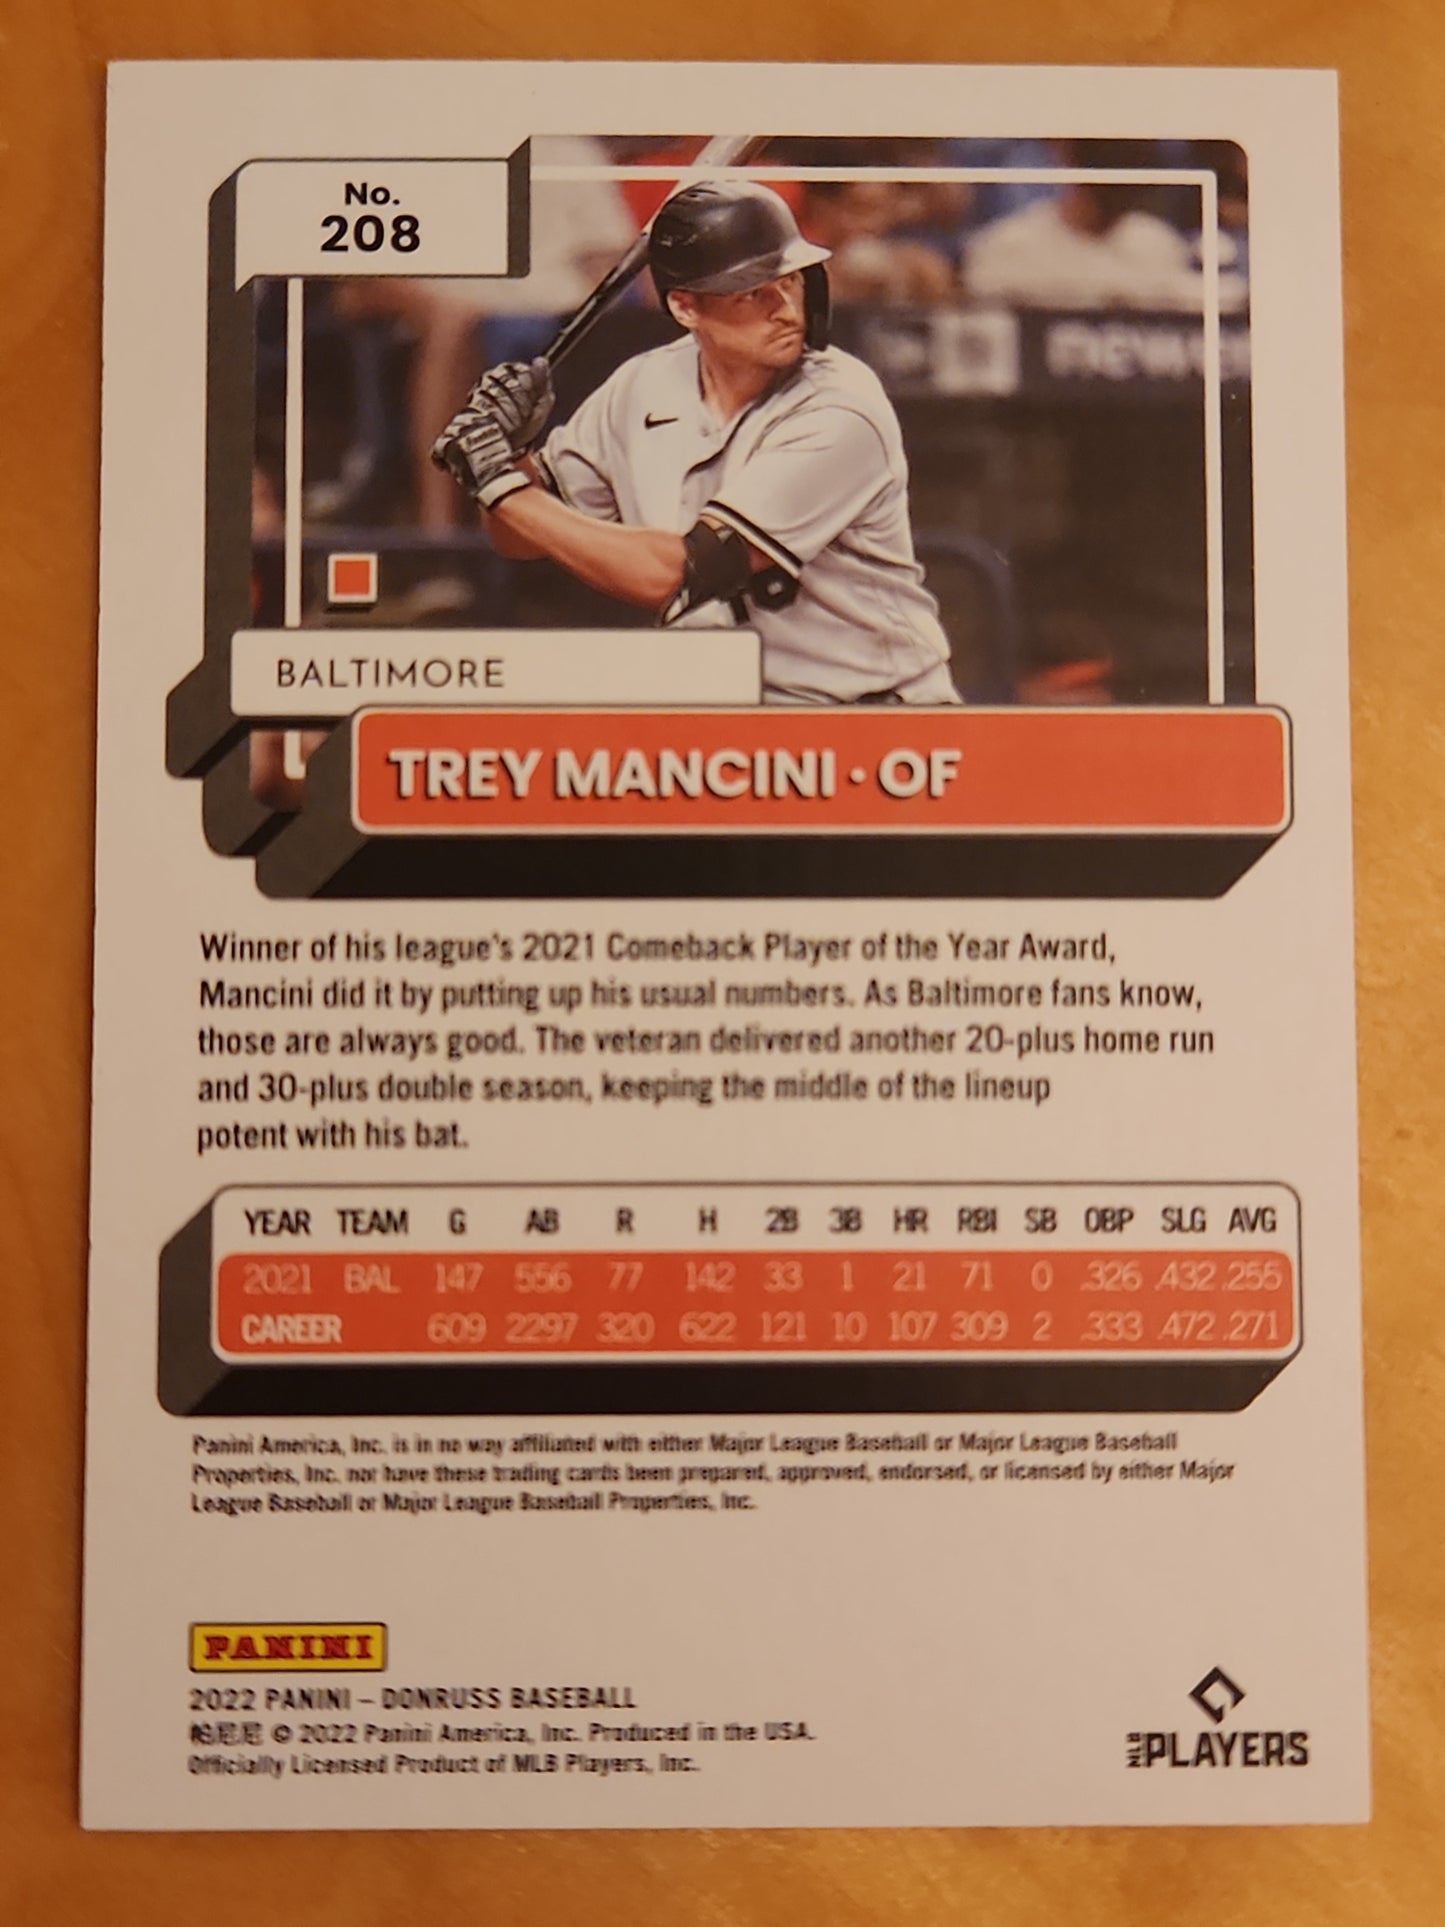 No.
208
newe
16
BALTIMORE
TREY MANCINI • OF
Winner of his league's 2021 Comeback Player of the Year Award,
Mancini did it by putting up his usual numbers. As Baltimore fans know,
those are always good. The veteran delivered another 20-plus home run
and 30-plus double season, keeping the middle of the lineup
potent with his bat.
YEAR TEAM G AB R H 2B 3B HR RBI SB OBP SLG AVG
2021 BAL 147 556 77 142 33 1 21 71 0 .326 .432 .255
CAREER 609 2297 320 622 121 10 107 309 2 .333 .472 .271
Panini America, Inc. is in no way affiliated with either Major League Baseball or Major League Baseball
Properties, Inc. nor have these trading cards been prepared, approved, endorsed, or licensed by either Major
League Baseball or Major League Baseball Properties, Inc.
PANINI
2022 PANINI – DONRUSS BASEBALL
帕尼尼 © 2022 Panini America, Inc. Produced in the USA.
Officially Licensed Product of MLB Players, Inc.
MLB PLAYERS